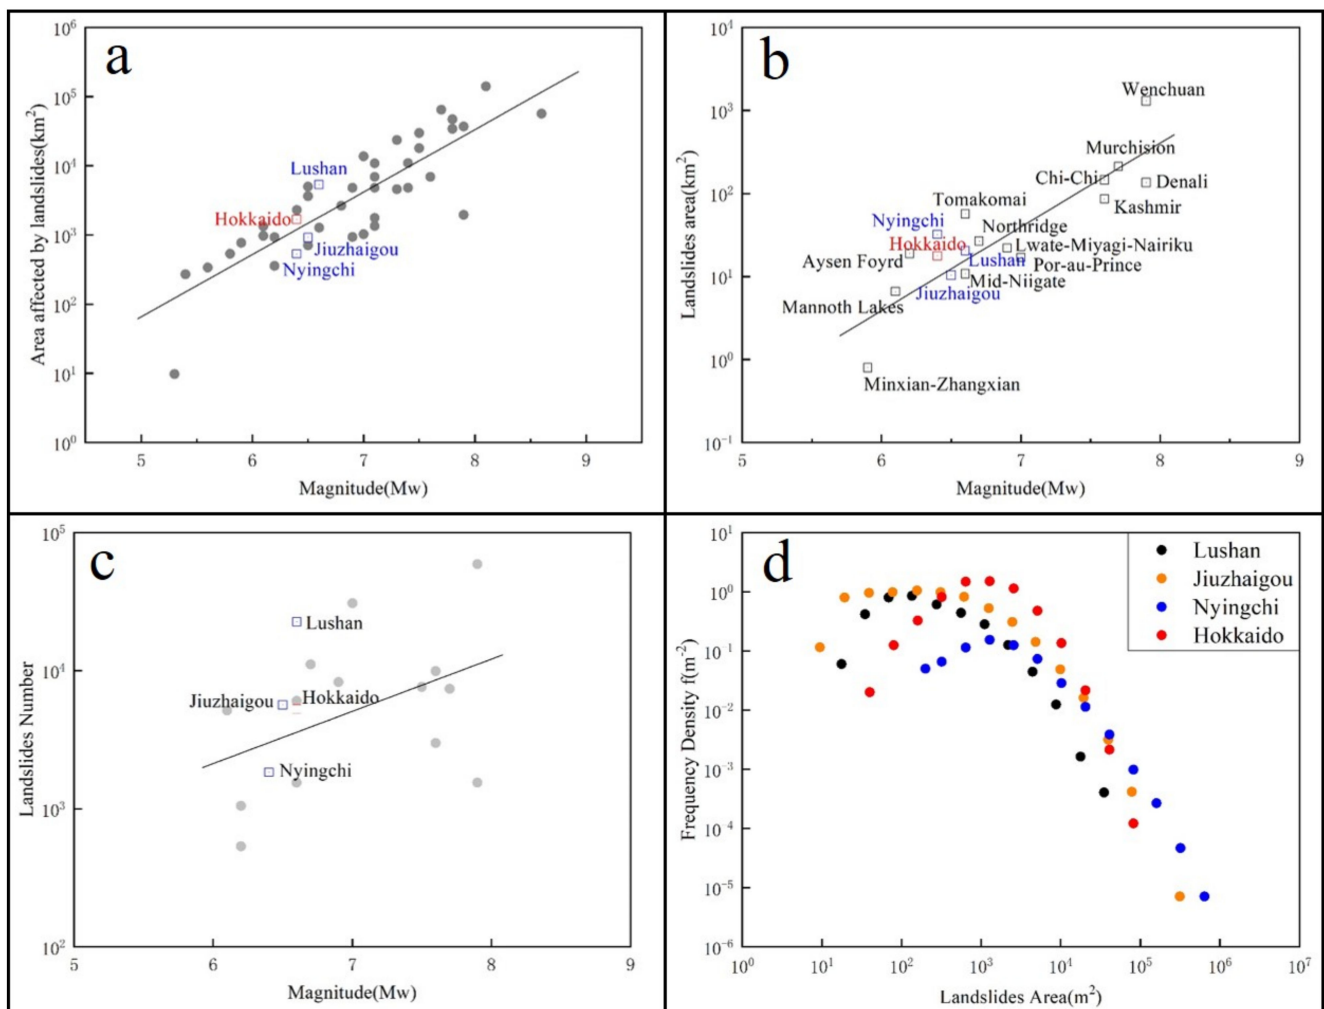 a
10^6
10^5
10^4
10^3
10^2
10^1
10^0
Area affected by landslides(km^2)
Lushan
Hokkaido
Jiuzhaigou
Nyingchi
5 6 7 8 9
Magnitude(Mw)
b
10^4
10^3
10^2
10^1
10^0
10^-1
Landslides area(km^2)
Wenchuan
Murchision
Chi-Chi
Denali
Kashmir
Tomakomai
Nyingchi
Northridge
Hokkaido
Lwate-Miyagi-Nairiku
Aysen Foyrd
Lushan
Por-au-Prince
Mid-Niigate
Jiuzhaigou
Mannoth Lakes
Minxian-Zhangxian
5 6 7 8 9
Magnitude(Mw)
c
10^5
10^4
10^3
10^2
Landslides Number
Lushan
Jiuzhaigou
Hokkaido
Nyingchi
5 6 7 8 9
Magnitude(Mw)
d
10^1
10^0
10^-1
10^-2
10^-3
10^-4
10^-5
10^-6
Frequency Density f(m^-2)
Lushan
Jiuzhaigou
Nyingchi
Hokkaido
10^0 10^1 10^2 10^3 10^4 10^5 10^6 10^7
Landslides Area(m^2)